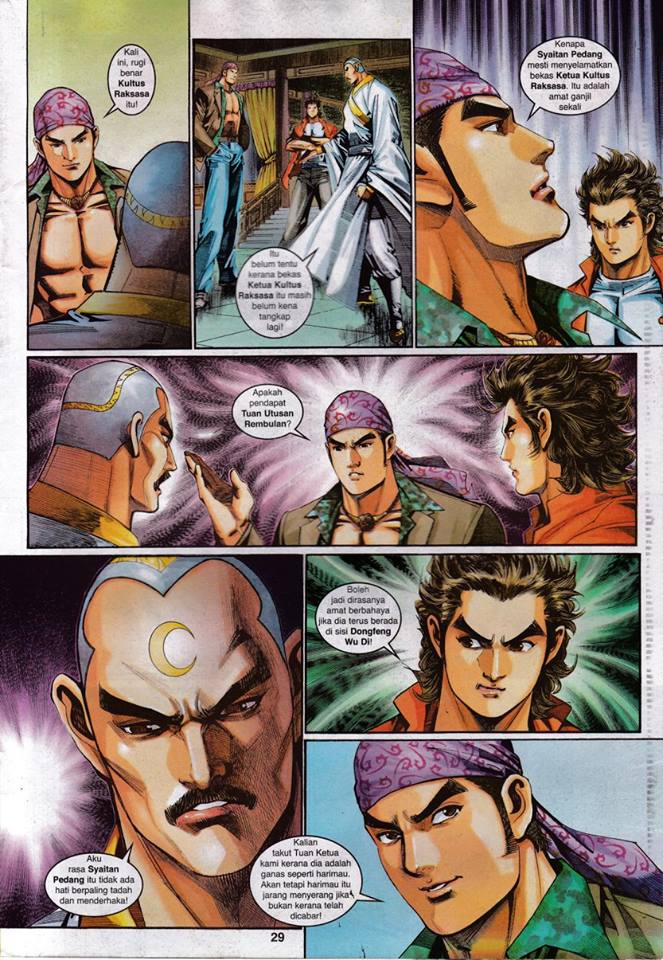 Kali
ini, rugi
benar
Kultus
Raksasa
itu!
Itu
belum tentu
kerana bekas
Ketua Kultus
Raksasa itu masih
belum kena
tangkap
lagi!
Kenapa
Syaitan Pedang
mesti menyelamatkan
bekas Ketua Kultus
Raksasa. Itu adalah
amat ganjil
sekali
Apakah
pendapat
Tuan Utusan
Rembulan?
Aku
rasa Syaitan
Pedang itu tidak ada
hati berpaling tadah
dan menderhaka!
Boleh
jadi dirasanya
amat berbahaya
jika dia terus berada
di sisi Dongfeng
Wu Di!
Kalian
takut Tuan Ketua
kami kerana dia adalah
ganas seperti harimau.
Akan tetapi harimau itu
jarang menyerang jika
bukan kerana telah
dicabar!
29